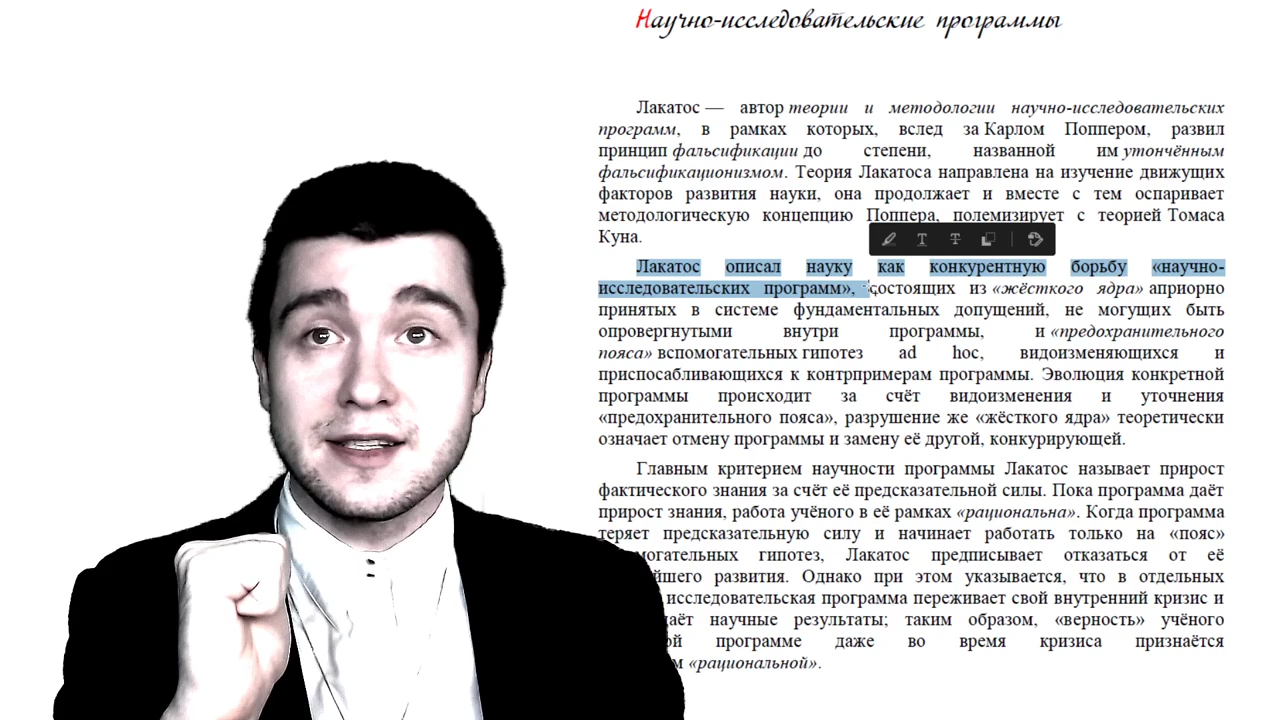 Научно-исследовательские программы
Лакатос — автор теории и методологии научно-исследовательских
программ, в рамках которых, вслед за Карлом Поппером, развил
принцип фальсификации до степени, названной им утончённым
фальсификационизмом. Теория Лакатоса направлена на изучение движущих
факторов развития науки, она продолжает и вместе с тем оспаривает
методологическую концепцию Поппера, полемизирует с теорией Томаса
Куна.
Лакатос описал науку как конкурентную борьбу «научно-
исследовательских программ», состоящих из «жёсткого ядра» априорно
принятых в системе фундаментальных допущений, не могущих быть
опровергнутыми внутри программы, и «предохранительного
пояса» вспомогательных гипотез ad hoc, видоизменяющихся и
приспосабливающихся к контрпримерам программы. Эволюция конкретной
программы происходит за счёт видоизменения и уточнения
«предохранительного пояса», разрушение же «жёсткого ядра» теоретически
означает отмену программы и замену её другой, конкурирующей.
Главным критерием научности программы Лакатос называет прирост
фактического знания за счёт её предсказательной силы. Пока программа даёт
прирост знания, работа учёного в её рамках «рациональна». Когда программа
теряет предсказательную силу и начинает работать только на «пояс»
гипотез, Лакатос предписывает отказаться от её
развития. Однако при этом указывается, что в отдельных
исследовательская программа переживает свой внутренний кризис и
научные результаты; таким образом, «верность» учёного
программе даже во время кризиса признаётся
«рациональной».